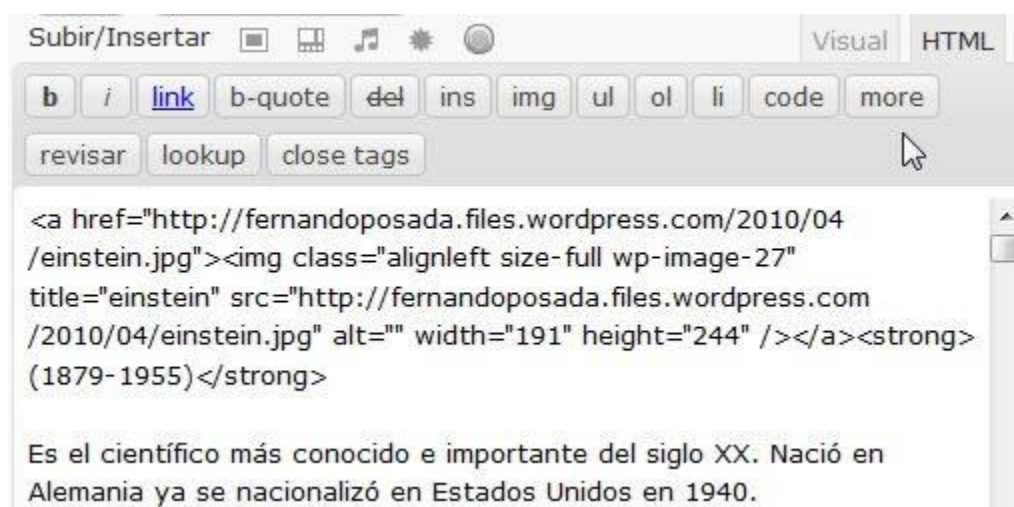 Subir/Insertar Visual HTML
b i link b-quote del ins img ul ol li code more
revisar lookup close tags
<a href="http://fernandoposada.files.wordpress.com/2010/04
/einstein.jpg"><img class="alignleft size-full wp-image-27"
title="einstein" src="http://fernandoposada.files.wordpress.com
/2010/04/einstein.jpg" alt="" width="191" height="244" /></a><strong>
(1879-1955)</strong>
Es el científico más conocido e importante del siglo XX. Nació en
Alemania ya se nacionalizó en Estados Unidos en 1940.